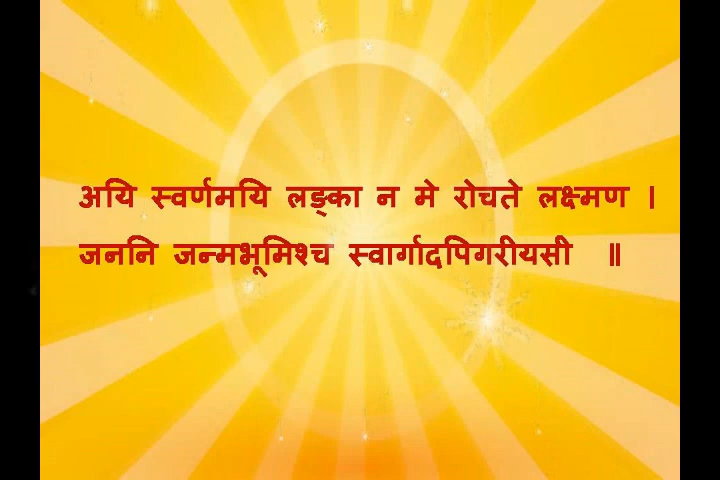 अयि स्वर्णमयि लङ्का न मे रोचते लक्ष्मण ।
जननि जन्मभूमिश्च स्वार्गादपिगरीयसी ॥